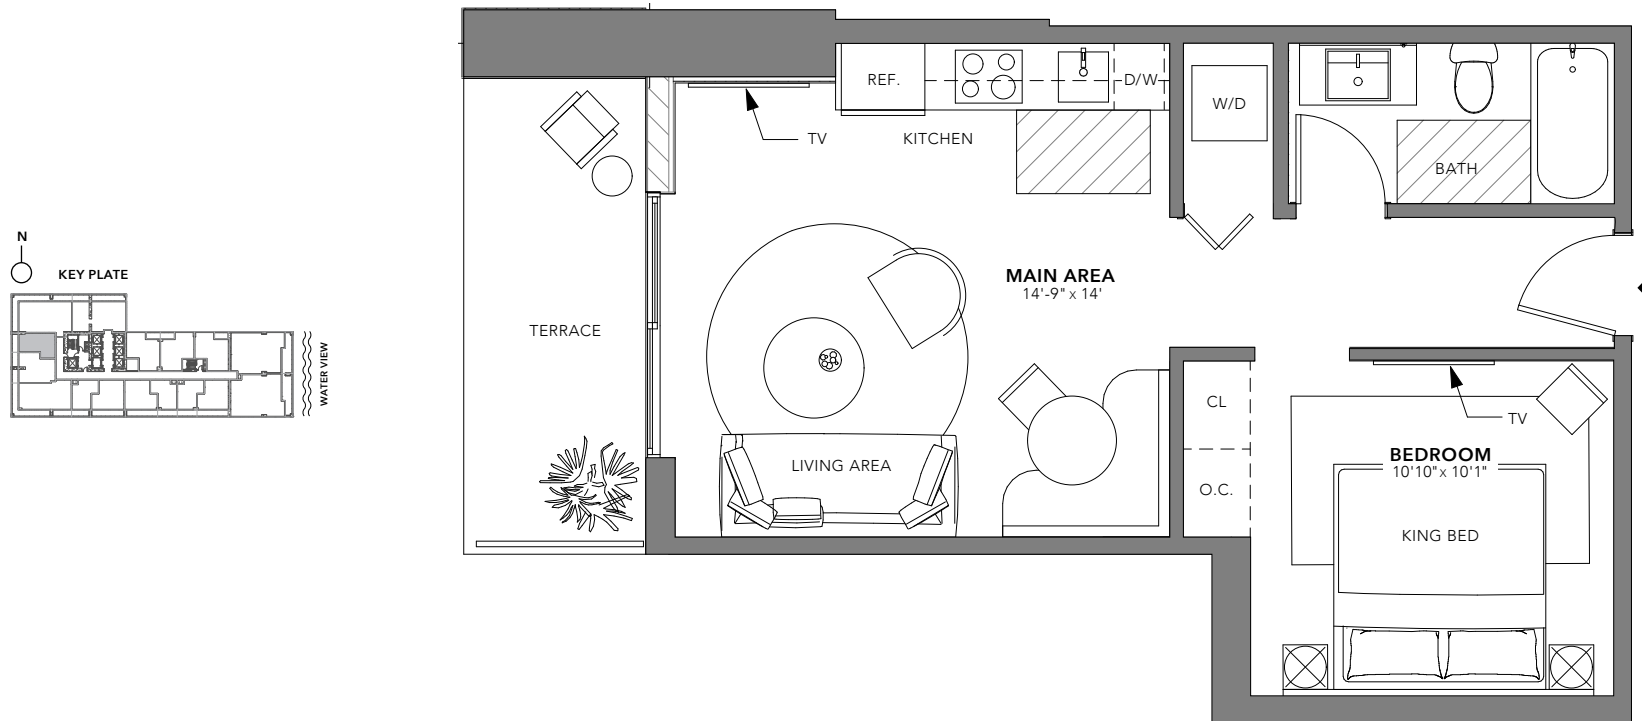 N
KEY PLATE
WATER VIEW
REF.
D/W
W/D
TV
KITCHEN
BATH
MAIN AREA
14'-9" x 14'
TERRACE
CL
TV
LIVING AREA
BEDROOM
10'10" x 10'1"
O.C.
KING BED